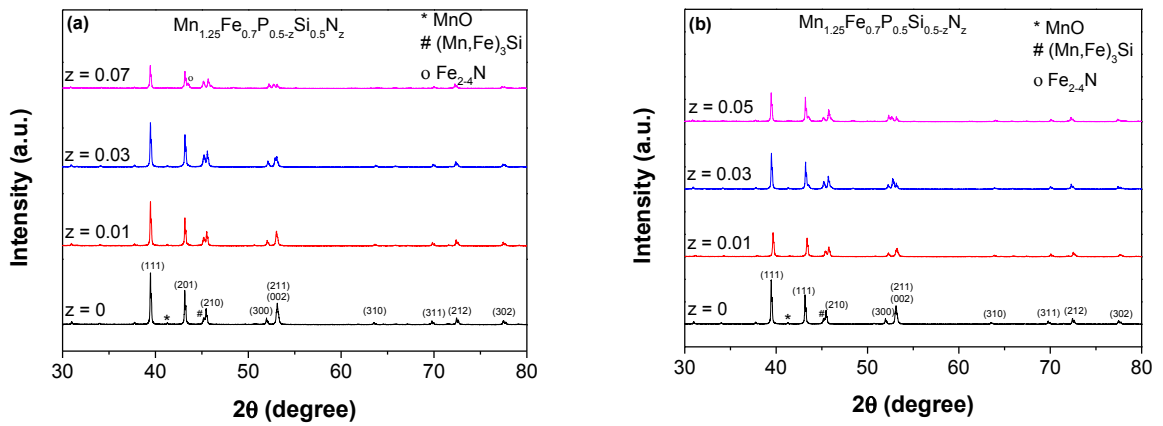 (a)
Mn1.25Fe0.7P0.5-zSi0.5Nz
* MnO
# (Mn,Fe)3Si
o Fe2-4N
z = 0.07
o
z = 0.03
z = 0.01
z = 0
(111)
*
(201)
#
(210)
(300)
(211)
(002)
(310)
(311)
(212)
(302)
30 40 50 60 70 80
2θ (degree)
Intensity (a.u.)
(b)
Mn1.25Fe0.7P0.5Si0.5-zNz
* MnO
# (Mn,Fe)3Si
o Fe2-4N
z = 0.05
z = 0.03
z = 0.01
z = 0
(111)
*
(111)
#
(210)
(300)
(211)
(002)
(310)
(311)
(212)
(302)
30 40 50 60 70 80
2θ (degree)
Intensity (a.u.)